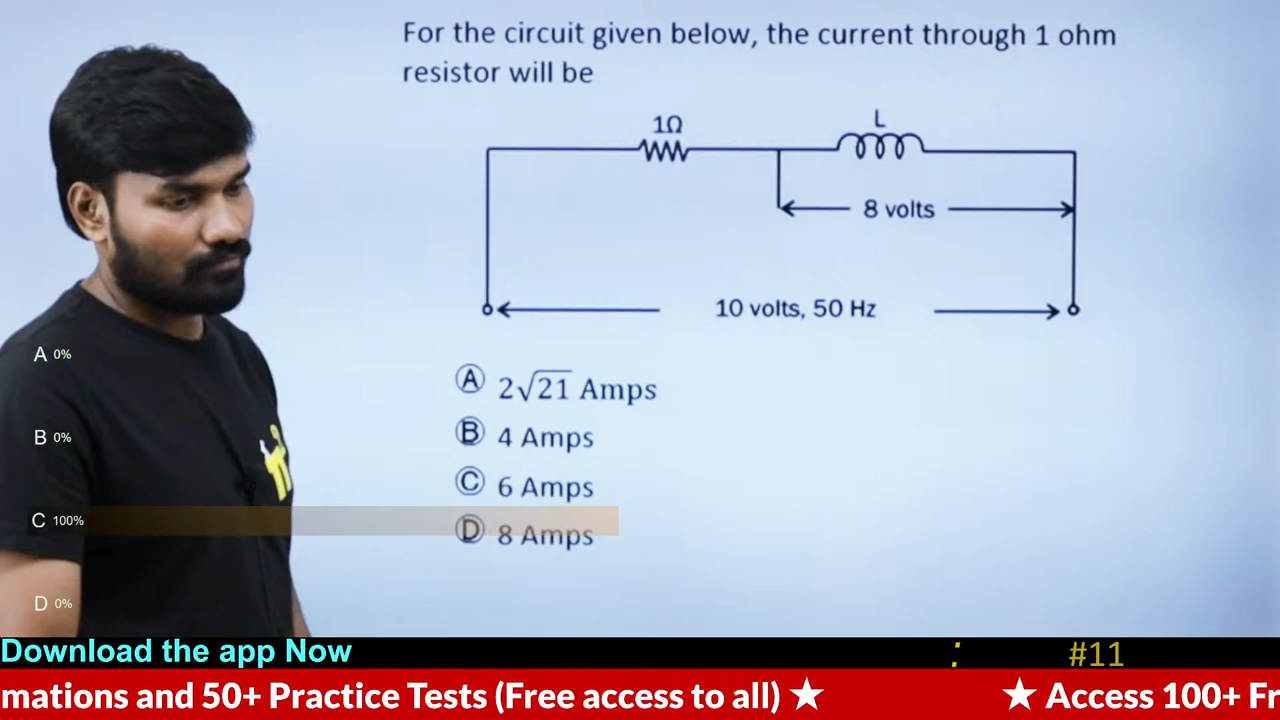 For the circuit given below, the current through 1 ohm
resistor will be
1Ω
L
8 volts
10 volts, 50 Hz
Ⓐ 2√21 Amps
Ⓑ 4 Amps
Ⓒ 6 Amps
Ⓓ 8 Amps
A 0%
B 0%
C 100%
D 0%
Download the app Now
: #11
mations and 50+ Practice Tests (Free access to all) ★ ★ Access 100+ Fr